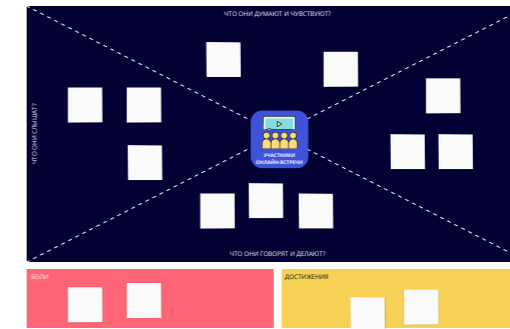 ЧТО ОНИ ДУМАЮТ И ЧУВСТВУЮТ?
ЧТО ОНИ СЛЫШАТ?
УЧАСТНИКИ
ОНЛАЙН-ВСТРЕЧИ
ЧТО ОНИ ГОВОРЯТ И ДЕЛАЮТ?
БОЛИ
ДОСТИЖЕНИЯ